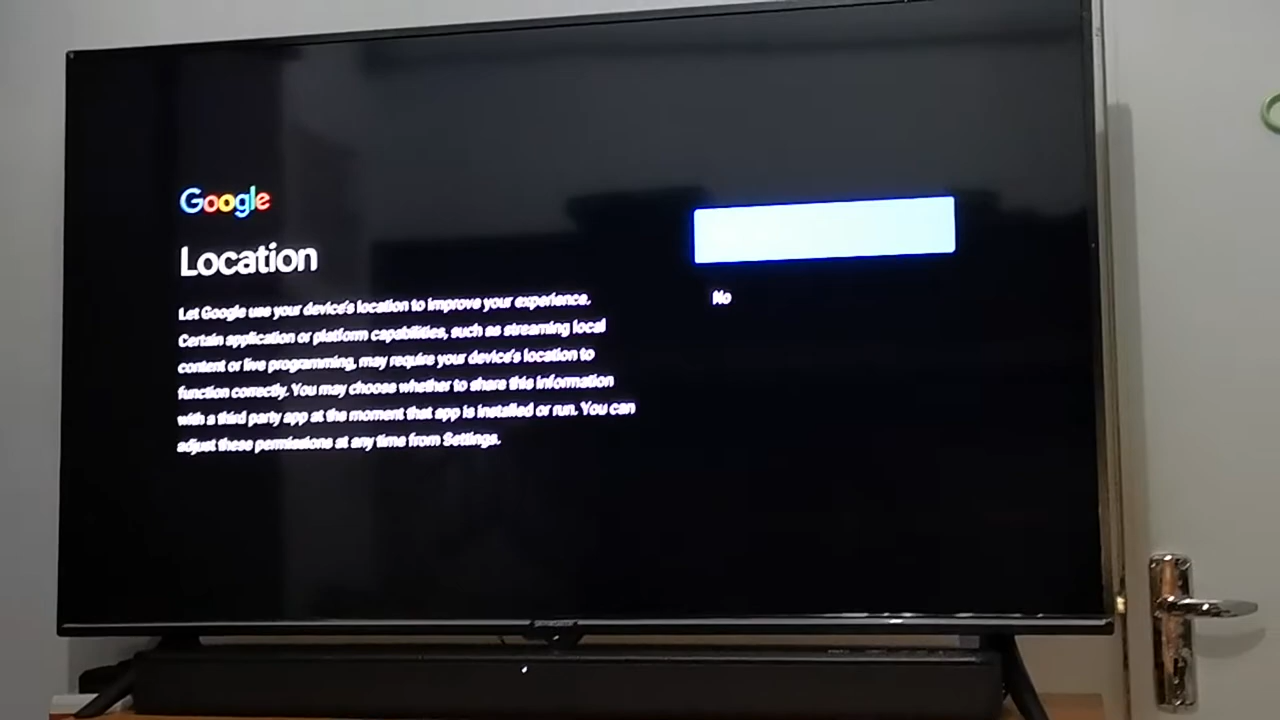 Google
Location
Let Google use your device's location to improve your experience.
Certain application or platform capabilities, such as streaming local
content or live programming, may require your device's location to
function correctly. You may choose whether to share this information
with a third party app at the moment that app is installed or run. You can
adjust these permissions at any time from Settings.
No